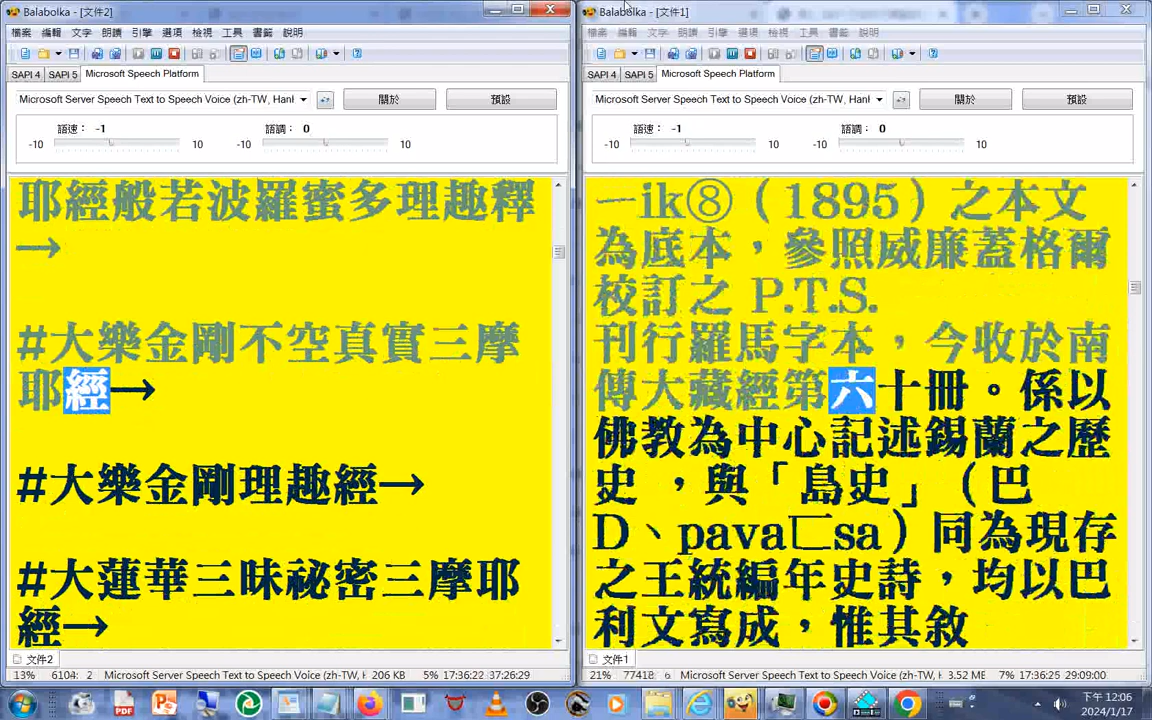 Balabolka - [文件2]
檔案 編輯 文字 朗讀 引擎 選項 檢視 工具 書籤 說明
SAPI 4 SAPI 5 Microsoft Speech Platform
Microsoft Server Speech Text to Speech Voice (zh-TW, Hanl
關於 預設
語速： -1 語調： 0
-10 10 -10 10
耶經般若波羅蜜多理趣釋
→
#大樂金剛不空真實三摩
耶經→
#大樂金剛理趣經→
#大蓮華三昧祕密三摩耶
經→
文件2
13% 6104: 2 Microsoft Server Speech Text to Speech Voice (zh-TW, H 206 KB 5% 17:36:22 37:26:29
Balabolka - [文件1]
檔案 編輯 文字 朗讀 引擎 選項 檢視 工具 書籤 說明
SAPI 4 SAPI 5 Microsoft Speech Platform
Microsoft Server Speech Text to Speech Voice (zh-TW, Hanl
關於 預設
語速： -1 語調： 0
-10 10 -10 10
一ik⑧（1895）之本文
為底本，參照威廉蓋格爾
校訂之 P.T.S.
刊行羅馬字本，今收於南
傳大藏經第六十冊。係以
佛教為中心記述錫蘭之歷
史 ，與「島史」（巴
D、pava匚sa）同為現存
之王統編年史詩，均以巴
利文寫成，惟其敘
文件1
21% 77418 Microsoft Server Speech Text to Speech Voice (zh-TW, H 3.52 ME 7% 17:36:25 29:09:00
下午 12:06
2024/1/17